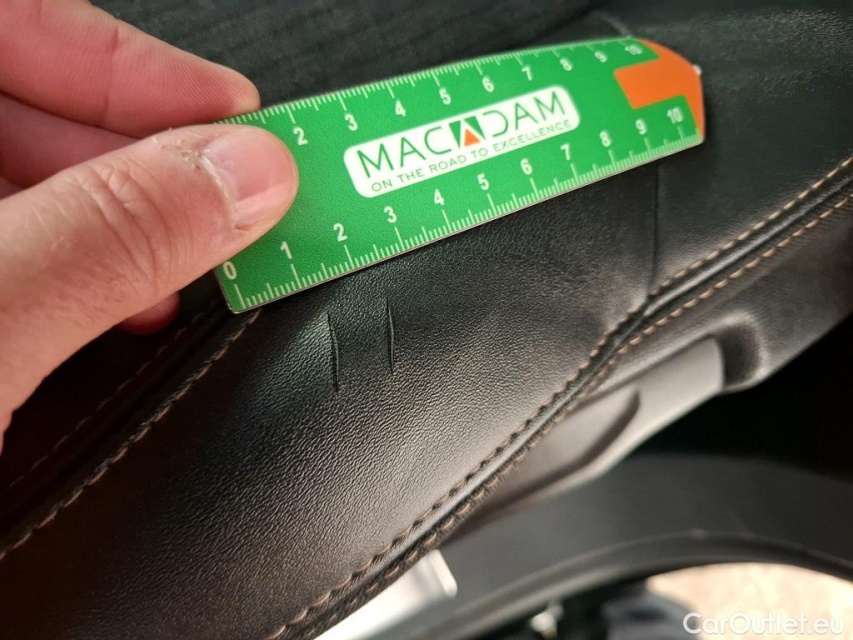 2 3 4 5 6 7 8 9 10
MACADAM
ON THE ROAD TO EXCELLENCE
0 1 2 3 4 5 6 7 8 9 10
CarOutlet.eu